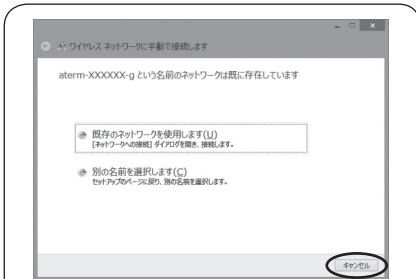 ワイヤレス ネットワークに手動で接続します
aterm-XXXXXX-g という名前のネットワークは既に存在しています
既存のネットワークを使用します(U)
[ネットワークへの接続] ダイアログを開き、接続します。
別の名前を選択します(C)
セットアップのページに戻り、別の名前を選択します。
キャンセル